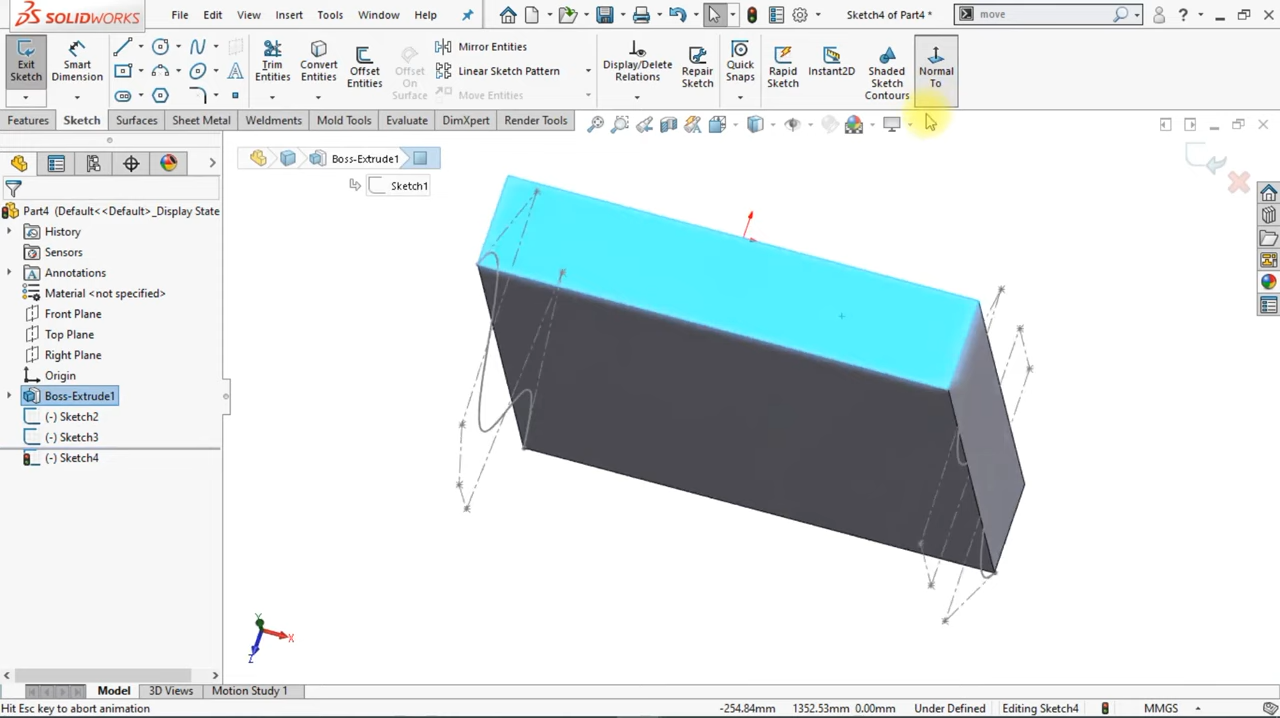 SOLIDWORKS File Edit View Insert Tools Window Help Sketch4 of Part4 * move ?
Exit Sketch Smart Dimension Trim Entities Convert Entities Offset Entities Offset On Surface Mirror Entities Linear Sketch Pattern Move Entities Display/Delete Relations Repair Sketch Quick Snaps Rapid Sketch Instant2D Shaded Sketch Contours Normal To
Features Sketch Surfaces Sheet Metal Weldments Mold Tools Evaluate DimXpert Render Tools
Boss-Extrude1
Sketch1
Part4 (Default<<Default>_Display State
History
Sensors
Annotations
Material <not specified>
Front Plane
Top Plane
Right Plane
Origin
Boss-Extrude1
(-) Sketch2
(-) Sketch3
(-) Sketch4
Y
X
Z
Model 3D Views Motion Study 1
Hit Esc key to abort animation -254.84mm 1352.53mm 0.00mm Under Defined Editing Sketch4 MMGS